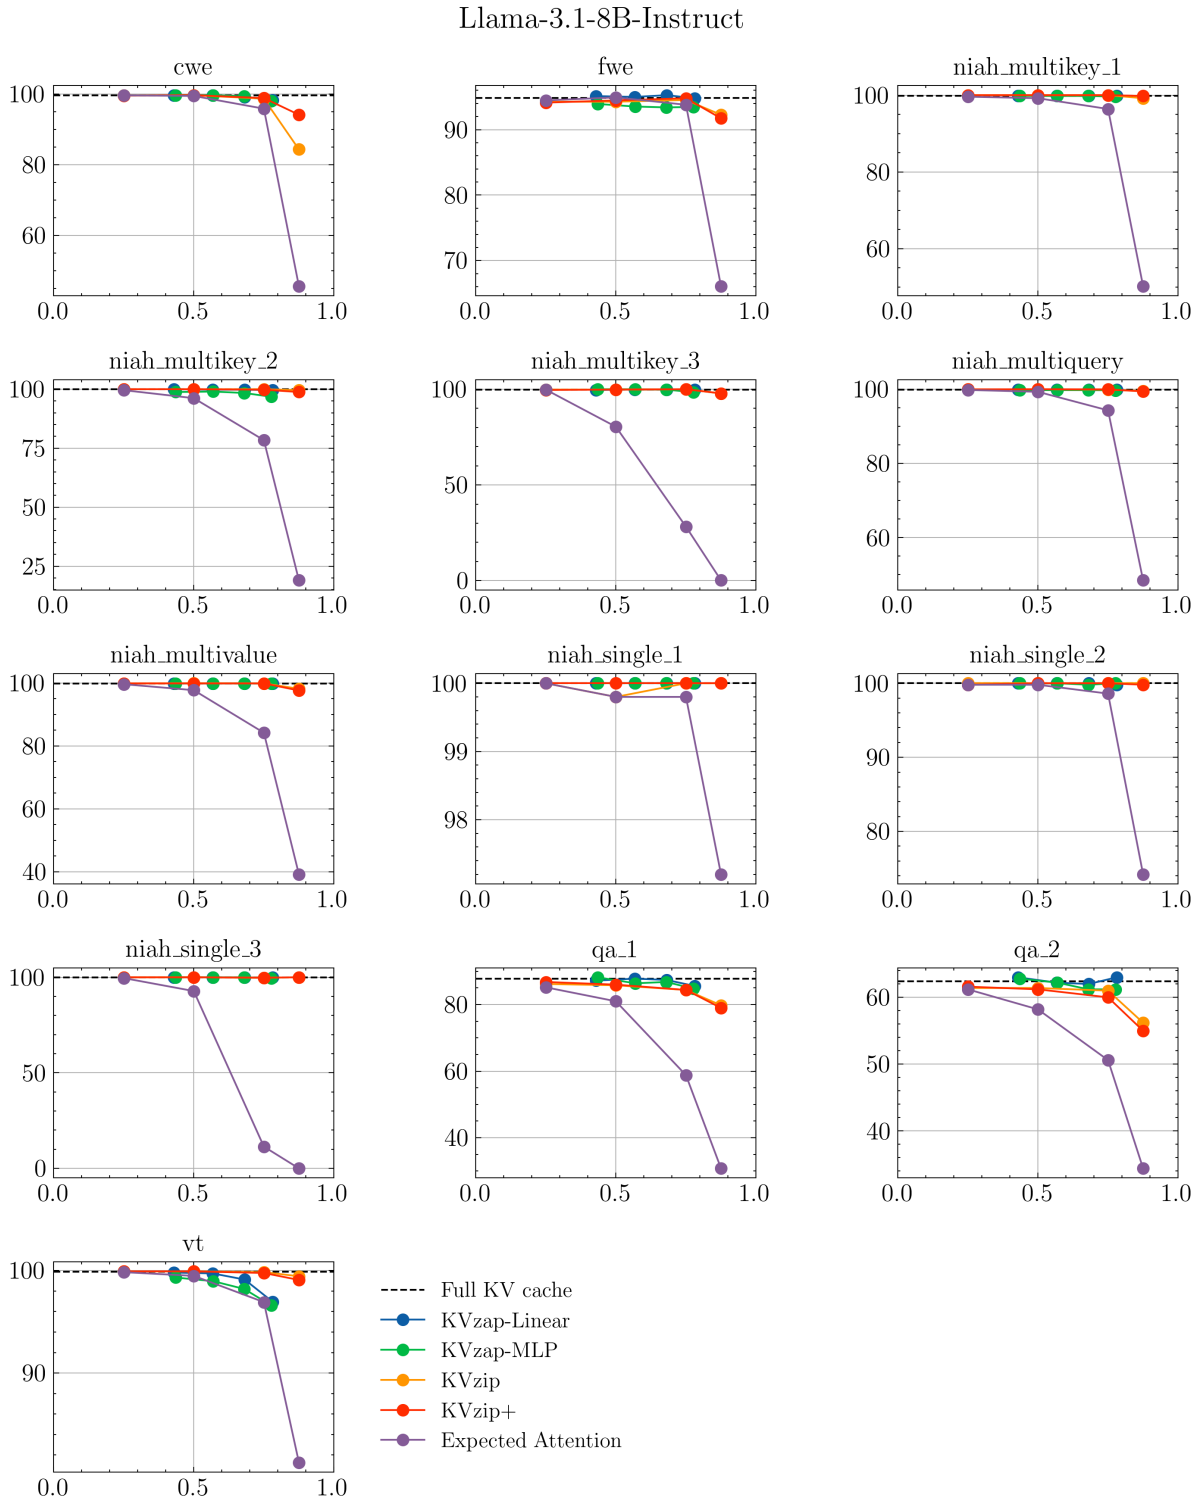 Llama-3.1-8B-Instruct
cwe
100
80
60
0.0 0.5 1.0
fwe
90
80
70
0.0 0.5 1.0
niah_multikey_1
100
80
60
0.0 0.5 1.0
niah_multikey_2
100
75
50
25
0.0 0.5 1.0
niah_multikey_3
100
50
0
0.0 0.5 1.0
niah_multiquery
100
80
60
0.0 0.5 1.0
niah_multivalue
100
80
60
40
0.0 0.5 1.0
niah_single_1
100
99
98
0.0 0.5 1.0
niah_single_2
100
90
80
0.0 0.5 1.0
niah_single_3
100
50
0
0.0 0.5 1.0
qa_1
80
60
40
0.0 0.5 1.0
qa_2
60
50
40
0.0 0.5 1.0
vt
100
90
0.0 0.5 1.0
Full KV cache
KVzap-Linear
KVzap-MLP
KVzip
KVzip+
Expected Attention